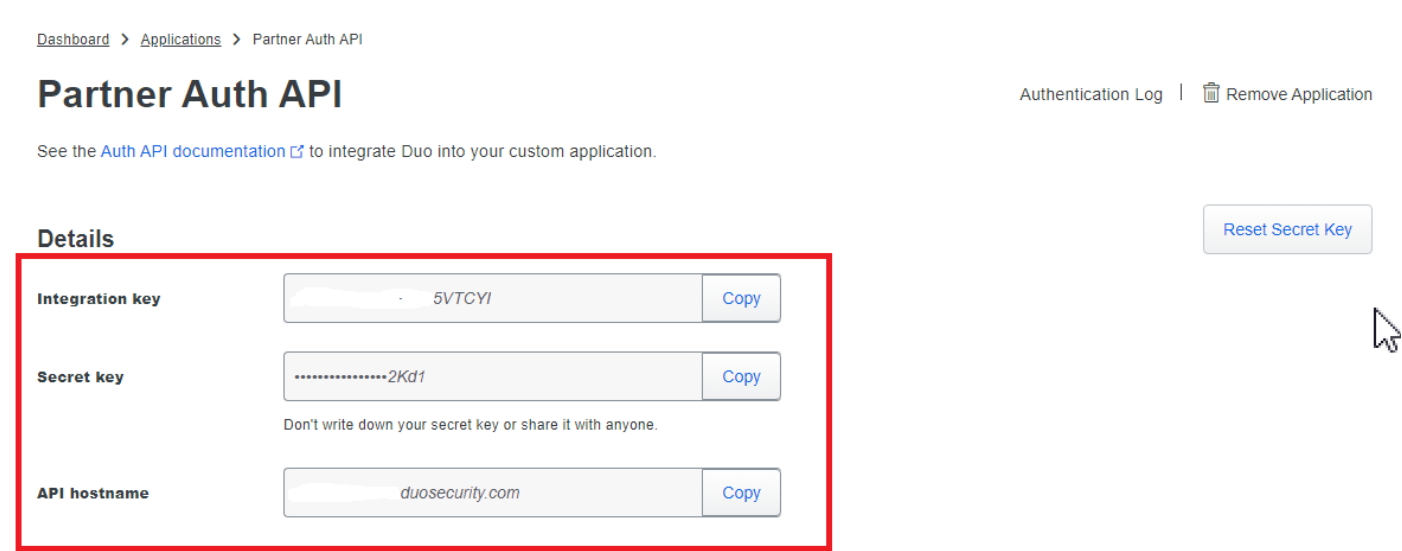 Dashboard > Applications > Partner Auth API
Partner Auth API
Authentication Log | Remove Application
See the Auth API documentation to integrate Duo into your custom application.
Reset Secret Key
Details
Integration key 5VTCYI Copy
Secret key ••••••••••••••••2Kd1 Copy
Don't write down your secret key or share it with anyone.
API hostname duosecurity.com Copy